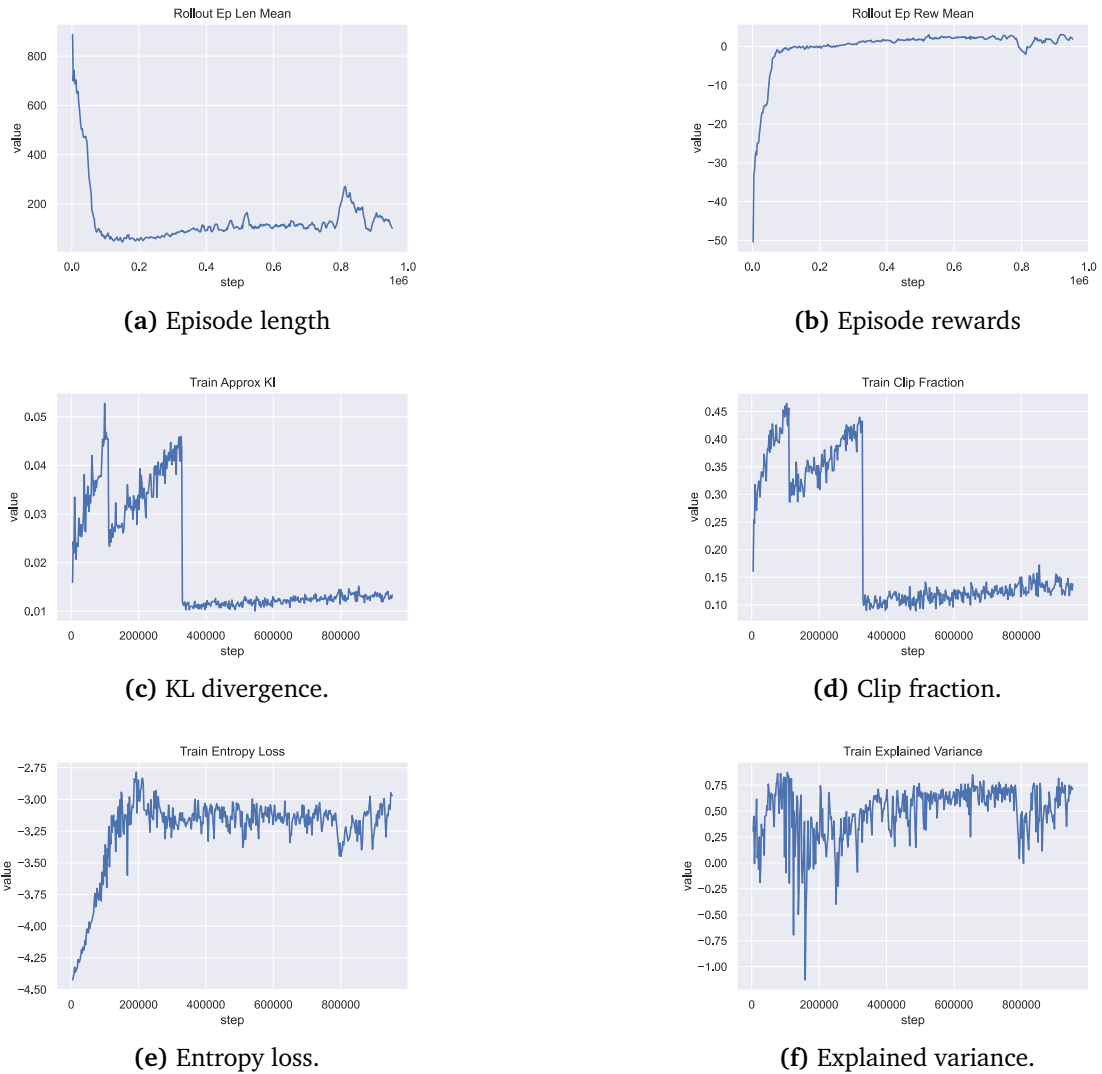 Rollout Ep Len Mean
800
600
400
200
value
0.0 0.2 0.4 0.6 0.8 1.0
step
1e6
(a) Episode length
Rollout Ep Rew Mean
0
−10
−20
−30
−40
−50
value
0.0 0.2 0.4 0.6 0.8 1.0
step
1e6
(b) Episode rewards
Train Approx Kl
0.05
0.04
0.03
0.02
0.01
value
0 200000 400000 600000 800000
step
(c) KL divergence.
Train Clip Fraction
0.45
0.40
0.35
0.30
0.25
0.20
0.15
0.10
value
0 200000 400000 600000 800000
step
(d) Clip fraction.
Train Entropy Loss
−2.75
−3.00
−3.25
−3.50
−3.75
−4.00
−4.25
−4.50
value
0 200000 400000 600000 800000
step
(e) Entropy loss.
Train Explained Variance
0.75
0.50
0.25
0.00
−0.25
−0.50
−0.75
−1.00
value
0 200000 400000 600000 800000
step
(f) Explained variance.